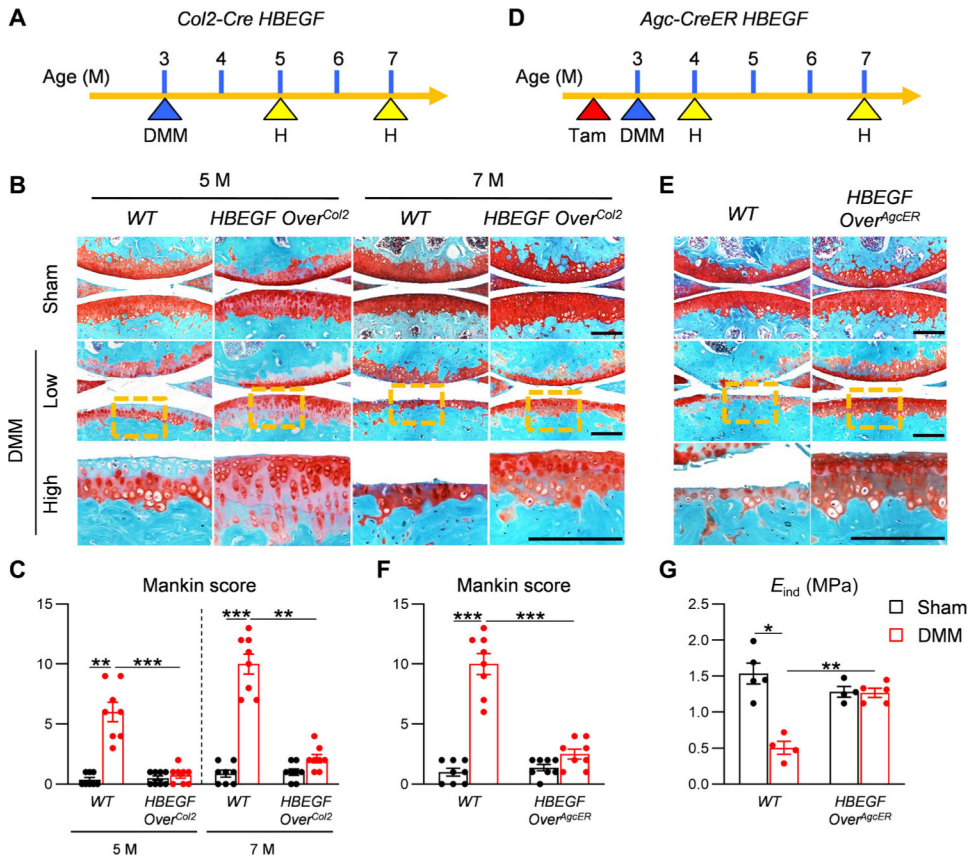 A
Col2-Cre HBEGF
Age (M)
3 4 5 6 7
DMM H H
D
Agc-CreER HBEGF
Age (M)
3 4 5 6 7
Tam DMM H H
B
5 M 7 M
WT HBEGF Over^Col2 WT HBEGF Over^Col2
Sham
DMM
Low
High
E
WT HBEGF
Over^AgcER
C
Mankin score
15
10
5
0
** *** *** **
WT HBEGF
Over^Col2
WT HBEGF
Over^Col2
5 M 7 M
F
Mankin score
15
10
5
0
*** ***
WT HBEGF
Over^AgcER
G
E_ind (MPa)
2.5
2.0
1.5
1.0
0.5
0.0
* **
WT HBEGF
Over^AgcER
Sham
DMM